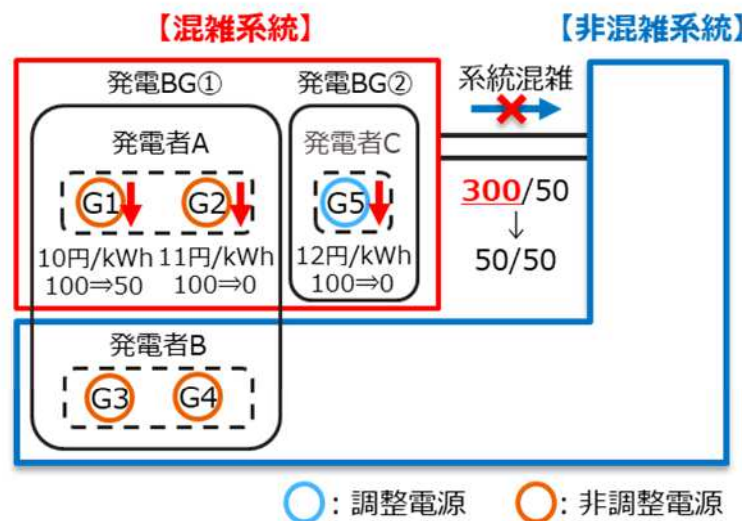 【混雑系統】
【非混雑系統】
発電BG①
発電BG②
系統混雑
発電者A
発電者C
G1
G2
G5
300/50
↓
50/50
10円/kWh
100⇒50
11円/kWh
100⇒0
12円/kWh
100⇒0
発電者B
G3
G4
：調整電源
：非調整電源